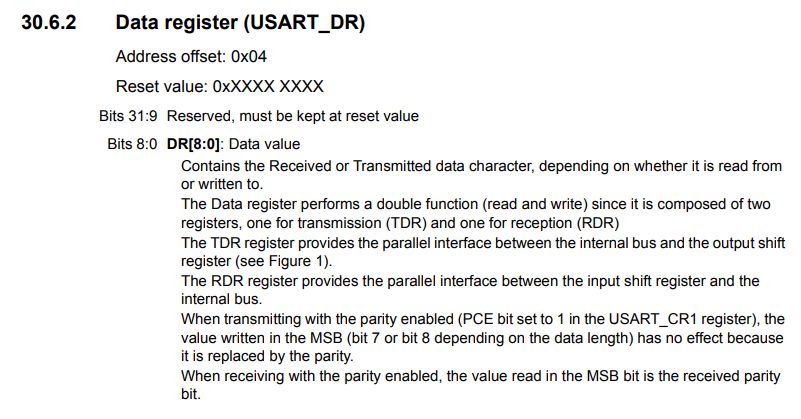 30.6.2 Data register (USART_DR)
Address offset: 0x04
Reset value: 0xXXXX XXXX
Bits 31:9 Reserved, must be kept at reset value
Bits 8:0 DR[8:0]: Data value
Contains the Received or Transmitted data character, depending on whether it is read from
or written to.
The Data register performs a double function (read and write) since it is composed of two
registers, one for transmission (TDR) and one for reception (RDR)
The TDR register provides the parallel interface between the internal bus and the output shift
register (see Figure 1).
The RDR register provides the parallel interface between the input shift register and the
internal bus.
When transmitting with the parity enabled (PCE bit set to 1 in the USART_CR1 register), the
value written in the MSB (bit 7 or bit 8 depending on the data length) has no effect because
it is replaced by the parity.
When receiving with the parity enabled, the value read in the MSB bit is the received parity
bit.